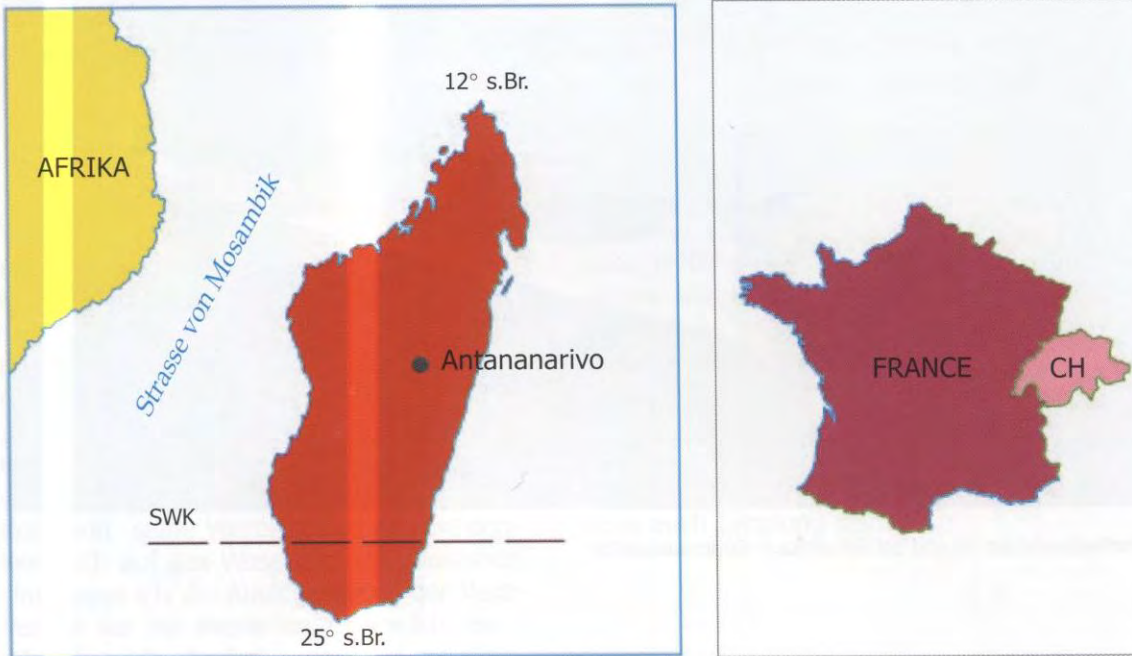 12° s.Br.
AFRIKA
Strasse von Mosambik
Antananarivo
SWK
25° s.Br.
FRANCE
CH